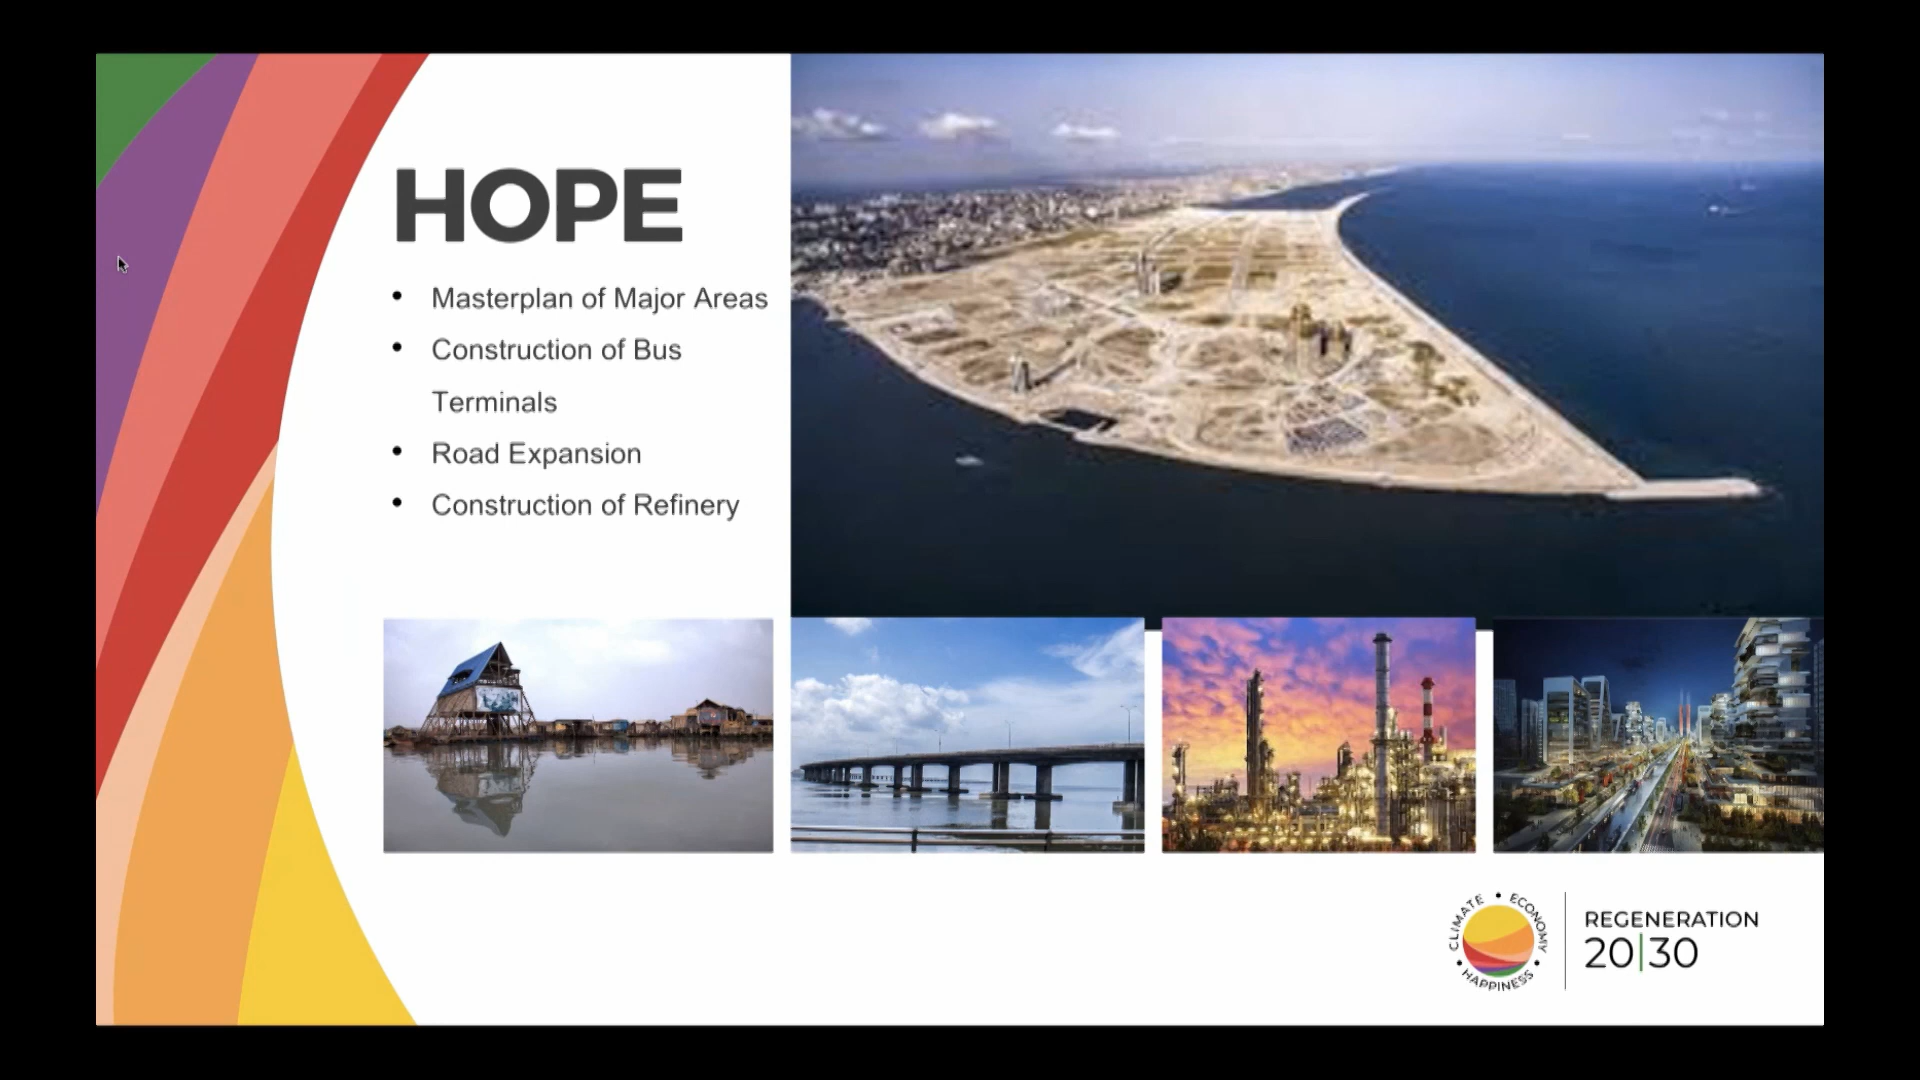 HOPE
• Masterplan of Major Areas
• Construction of Bus
Terminals
• Road Expansion
• Construction of Refinery
CLIMATE • ECONOMY • HAPPINESS •
REGENERATION
20|30